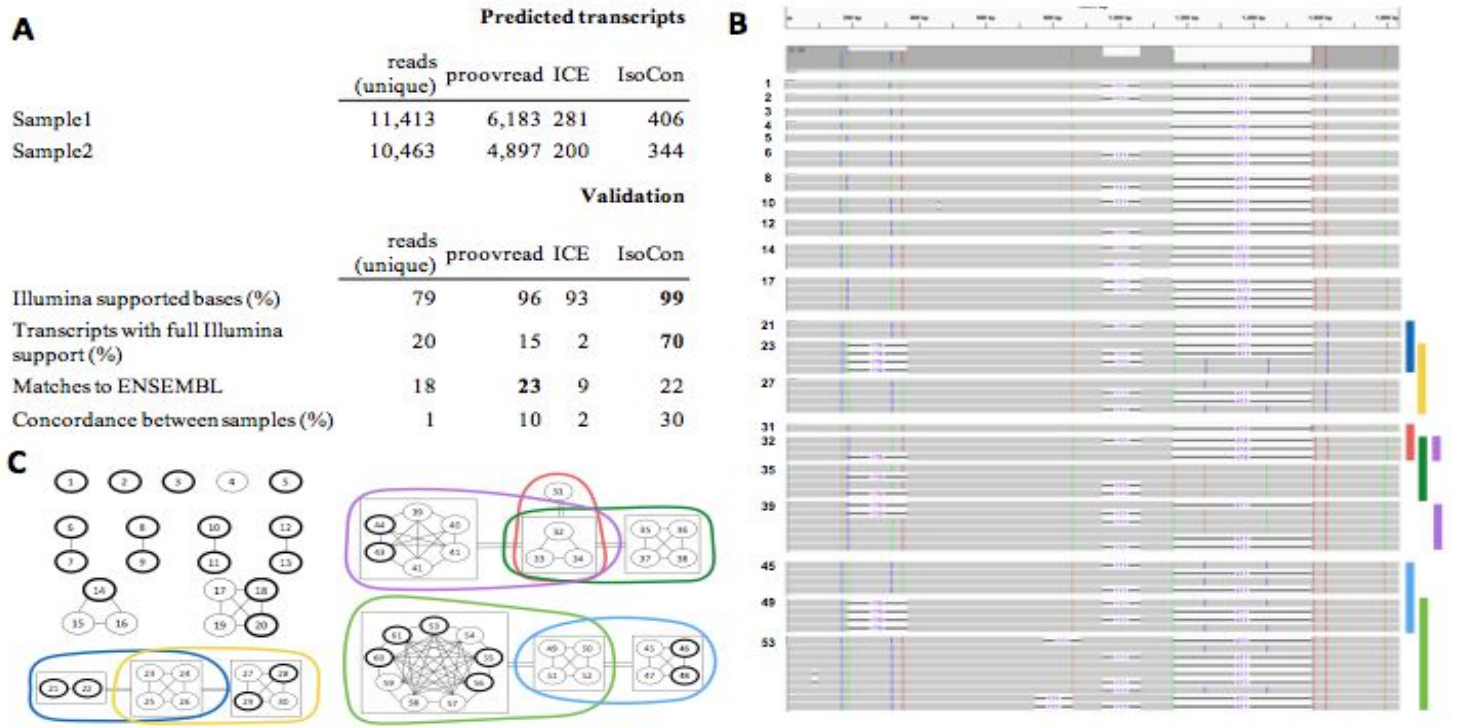 A
Predicted transcripts
reads (unique) proovread ICE IsoCon
Sample1 11,413 6,183 281 406
Sample2 10,463 4,897 200 344
Validation
reads (unique) proovread ICE IsoCon
Illumina supported bases (%) 79 96 93 99
Transcripts with full Illumina
support (%) 20 15 2 70
Matches to ENSEMBL 18 23 9 22
Concordance between samples (%) 1 10 2 30
B
1
2
3
4
5
6
8
10
12
14
17
21
23
27
31
32
35
39
45
49
53
C
1 2 3 4 5
6 8 10 12
7 9 11 13
14 17 18
15 16 19 20
21 22 23 24 25 26 27 28 29 30
31
44 39 40 32 35 36
43 41 33 34 37 38
41
61 53 54 49 50 45 46
60 55 51 52 47 48
59 56
58 57